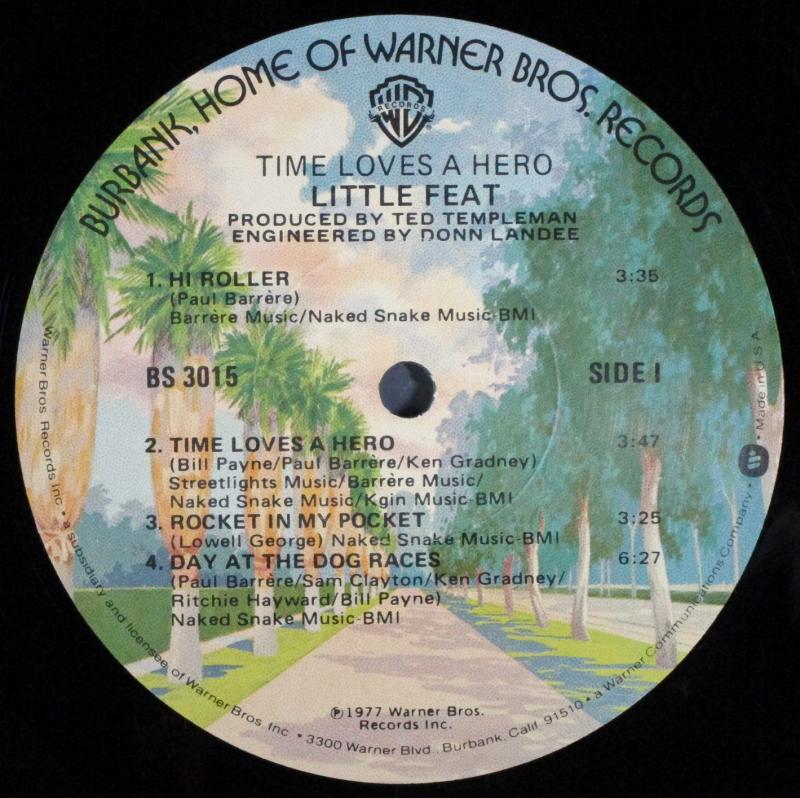 BURBANK, HOME OF WARNER BROS. RECORDS
RECORDS
TIME LOVES A HERO
LITTLE FEAT
PRODUCED BY TED TEMPLEMAN
ENGINEERED BY DONN LANDEE
1. HI ROLLER 3:35
(Paul Barrère)
Barrère Music/Naked Snake Music-BMI
BS 3015 SIDE I
2. TIME LOVES A HERO 3:47
(Bill Payne/Paul Barrère/Ken Gradney)
Streetlights Music/Barrère Music/
Naked Snake Music/Kgin Music-BMI
3. ROCKET IN MY POCKET 3:25
(Lowell George) Naked Snake Music-BMI
4. DAY AT THE DOG RACES 6:27
(Paul Barrère/Sam Clayton/Ken Gradney/
Ritchie Hayward/Bill Payne)
Naked Snake Music-BMI
℗1977 Warner Bros.
Records Inc.
Warner Bros Records Inc • a subsidiary and licensee of Warner Bros. Inc • 3300 Warner Blvd. Burbank, Calif. 91510 • a Warner Communications Company • Made in U.S.A.